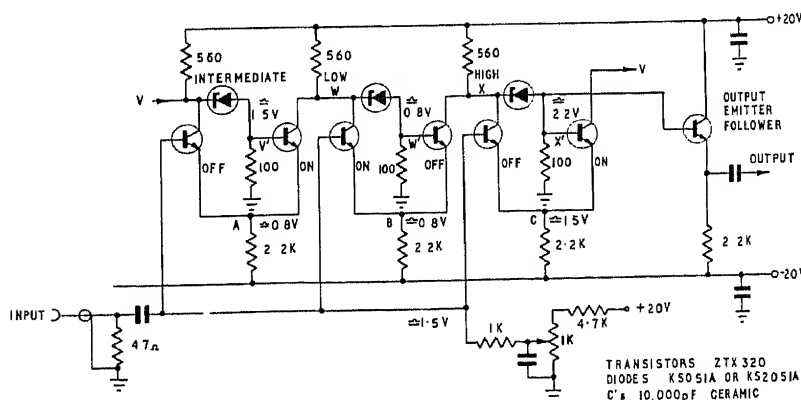 +20V
560
560
560
INTERMEDIATE
LOW
HIGH
V
W
X
V
≏
1.5V
≏
0.8V
≏
2.2V
OUTPUT
EMITTER
FOLLOWER
V'
W'
X'
OFF
100
ON
ON
100
OFF
OFF
100
ON
OUTPUT
A
≏0.8V
B
≏0.8V
C
≏1.5V
2.2K
2.2K
2.2K
2.2K
-20V
INPUT
47Ω
≏1.5V
1K
1K
4.7K
+20V
TRANSISTORS ZTX320
DIODES KS051A OR KS2051A
C's 10,000pF CERAMIC